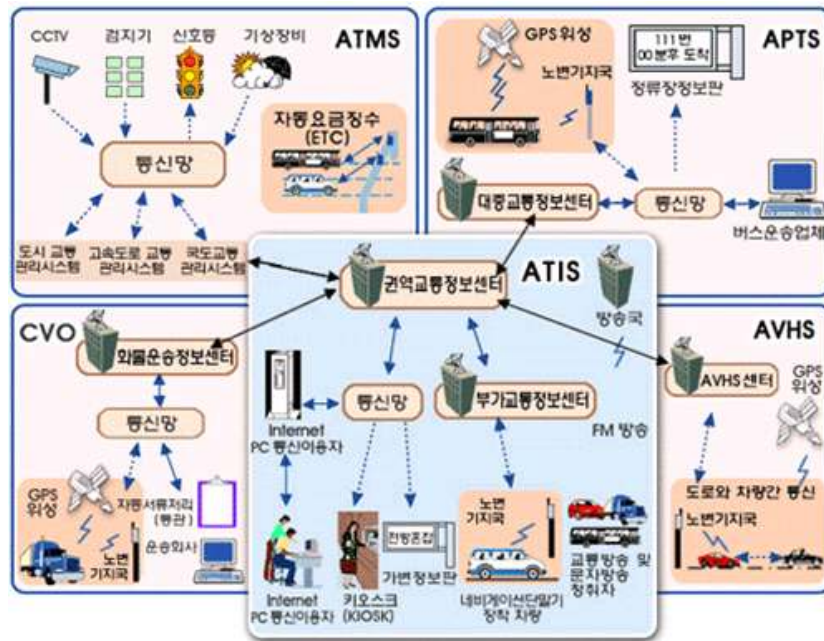 CCTV
검지기
신호등
기상장비
ATMS
통신망
자동요금징수
(ETC)
도시 교통
관리시스템
고속도로 교통
관리시스템
국도교통
관리시스템
APTS
GPS위성
노변기지국
111번
00분후 도착
정류장정보판
대중교통정보센터
통신망
버스운송업체
ATIS
권역교통정보센터
방송국
Internet
PC 통신이용자
통신망
부가교통정보센터
FM 방송
Internet
PC 통신이용자
키오스크
(KIOSK)
전방혼잡
가변정보판
노변
기지국
네비게이션단말기
장착 차량
교통방송 및
문자방송
청취자
CVO
화물운송정보센터
통신망
GPS
위성
노변
기지국
자동서류처리
(통관)
운송회사
AVHS
AVHS센터
GPS
위성
도로와 차량간 통신
노변기지국